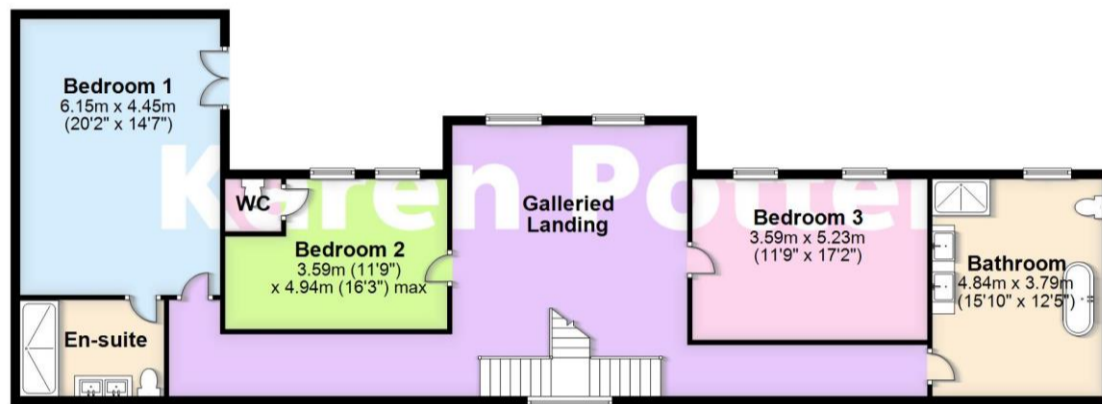 Bedroom 1
6.15m x 4.45m
(20'2" x 14'7")
Karen Potter
WC
Bedroom 2
3.59m (11'9")
x 4.94m (16'3") max
Galleried
Landing
Bedroom 3
3.59m x 5.23m
(11'9" x 17'2")
Bathroom
4.84m x 3.79m
(15'10" x 12'5")
En-suite